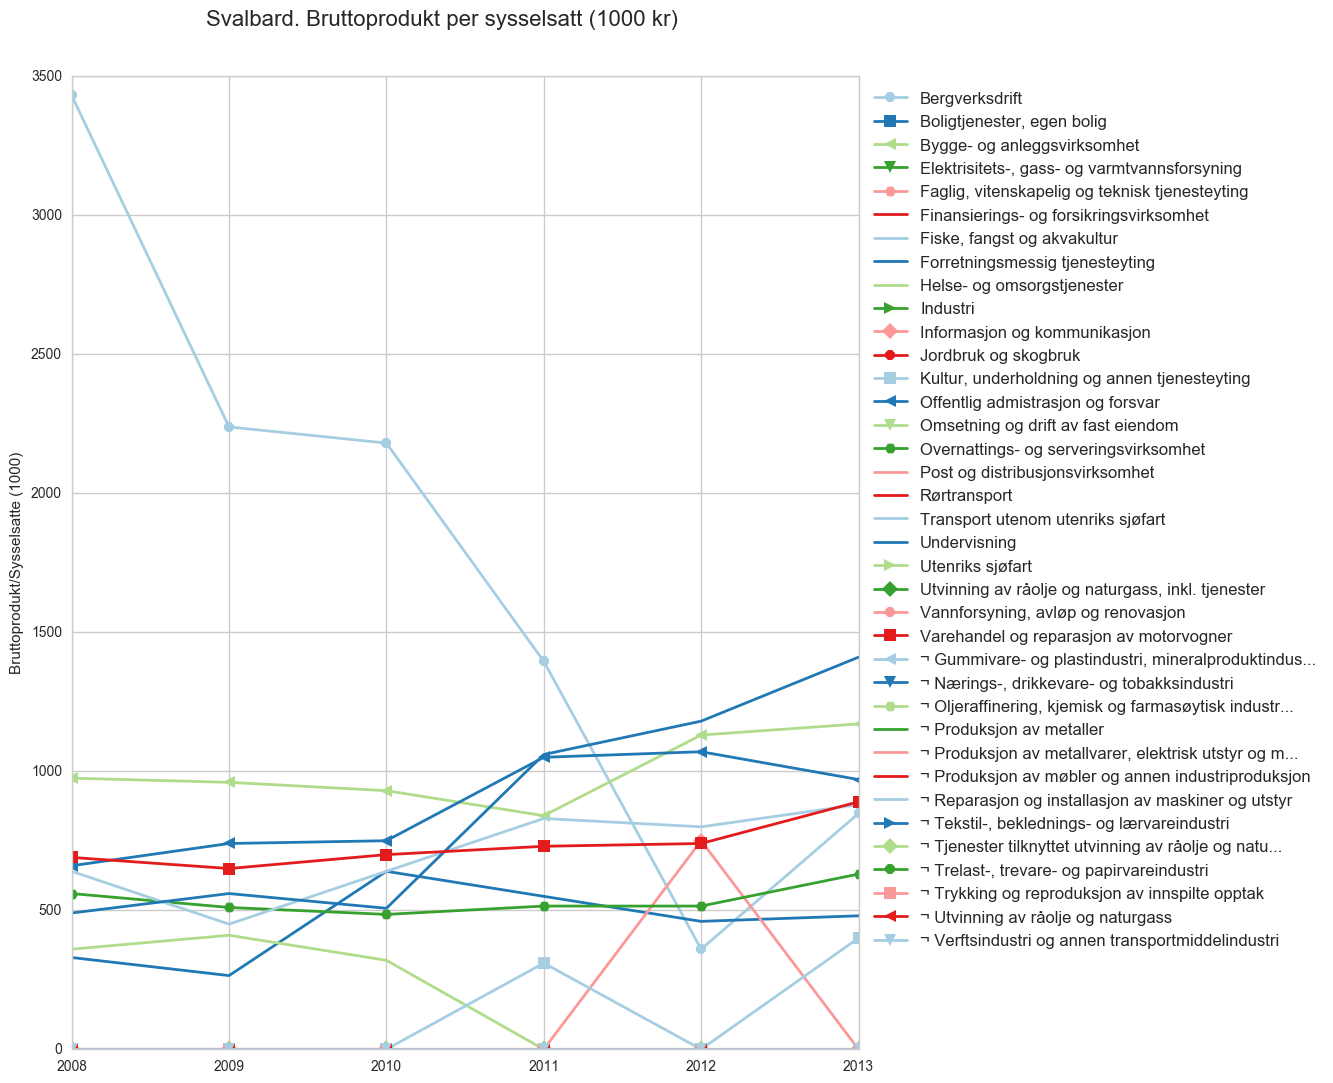 Svalbard. Bruttoprodukt per sysselsatt (1000 kr)
Bruttoprodukt/Sysselsatte (1000)
3500
3000
2500
2000
1500
1000
500
0
2008
2009
2010
2011
2012
2013
Bergverksdrift
Boligtjenester, egen bolig
Bygge- og anleggsvirksomhet
Elektrisitets-, gass- og varmtvannsforsyning
Faglig, vitenskapelig og teknisk tjenesteyting
Finansierings- og forsikringsvirksomhet
Fiske, fangst og akvakultur
Forretningsmessig tjenesteyting
Helse- og omsorgstjenester
Industri
Informasjon og kommunikasjon
Jordbruk og skogbruk
Kultur, underholdning og annen tjenesteyting
Offentlig admistrasjon og forsvar
Omsetning og drift av fast eiendom
Overnattings- og serveringsvirksomhet
Post og distribusjonsvirksomhet
Rørtransport
Transport utenom utenriks sjøfart
Undervisning
Utenriks sjøfart
Utvinning av råolje og naturgass, inkl. tjenester
Vannforsyning, avløp og renovasjon
Varehandel og reparasjon av motorvogner
¬ Gummivare- og plastindustri, mineralproduktindus...
¬ Nærings-, drikkevare- og tobakksindustri
¬ Oljeraffinering, kjemisk og farmasøytisk industr...
¬ Produksjon av metaller
¬ Produksjon av metallvarer, elektrisk utstyr og m...
¬ Produksjon av møbler og annen industriproduksjon
¬ Reparasjon og installasjon av maskiner og utstyr
¬ Tekstil-, beklednings- og lærvareindustri
¬ Tjenester tilknyttet utvinning av råolje og natu...
¬ Trelast-, trevare- og papirvareindustri
¬ Trykking og reproduksjon av innspilte opptak
¬ Utvinning av råolje og naturgass
¬ Verftsindustri og annen transportmiddelindustri